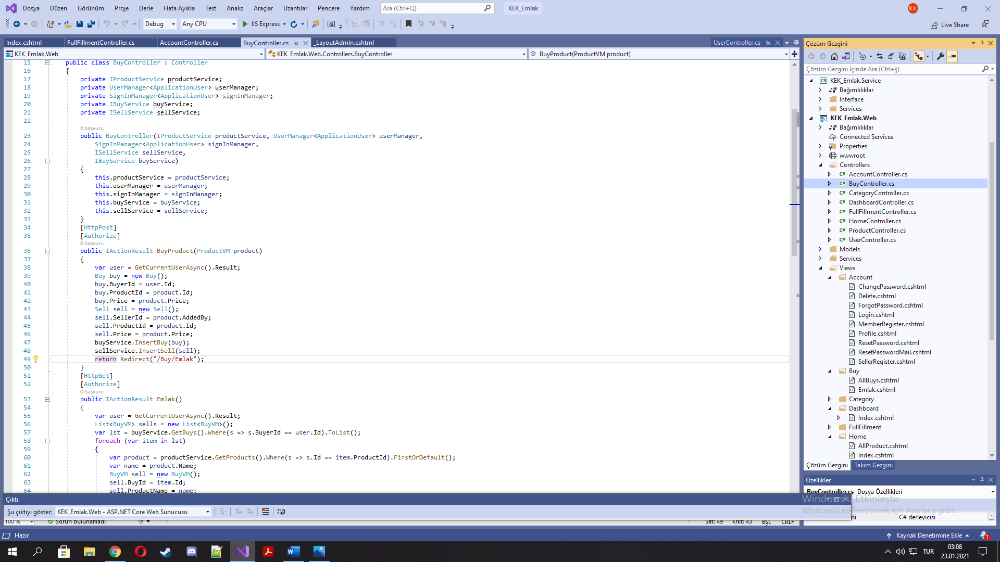 Dosya Düzen Görünüm Proje Derle Hata Ayıkla Test Analiz Araçlar Uzantılar Pencere Yardım Ara (Ctrl+Q) KEK_Emlak KK
Debug Any CPU IIS Express Live Share
Index.cshtml FullFillmentController.cs AccountController.cs BuyController.cs _LayoutAdmin.cshtml UserController.cs
KEK_Emlak.Web KEK_Emlak.Web.Controllers.BuyController BuyProduct(ProductVM product)
15 public class BuyController : Controller
16 {
17 private IProductService productService;
18 private UserManager<ApplicationUser> userManager;
19 private SignInManager<ApplicationUser> signInManager;
20 private IBuyService buyService;
21 private ISellService sellService;
22
0 başvuru
23 public BuyController(IProductService productService, UserManager<ApplicationUser> userManager,
24 SignInManager<ApplicationUser> signInManager,
25 ISellService sellService,
26 IBuyService buyService)
27 {
28 this.productService = productService;
29 this.userManager = userManager;
30 this.signInManager = signInManager;
31 this.buyService = buyService;
32 this.sellService = sellService;
33 }
34 [HttpPost]
35 [Authorize]
0 başvuru
36 public IActionResult BuyProduct(ProductVM product)
37 {
38 var user = GetCurrentUserAsync().Result;
39 Buy buy = new Buy();
40 buy.BuyerId = user.Id;
41 buy.ProductId = product.Id;
42 buy.Price = product.Price;
43 Sell sell = new Sell();
44 sell.SellerId = product.AddedBy;
45 sell.ProductId = product.Id;
46 sell.Price = product.Price;
47 buyService.InsertBuy(buy);
48 sellService.InsertSell(sell);
49 return Redirect("/Buy/Emlak");
50 }
51 [HttpGet]
52 [Authorize]
0 başvuru
53 public IActionResult Emlak()
54 {
55 var user = GetCurrentUserAsync().Result;
56 List<BuyVM> sells = new List<BuyVM>();
57 var lst = buyService.GetBuys().Where(s => s.BuyerId == user.Id).ToList();
58 foreach (var item in lst)
59 {
60 var product = productService.GetProducts().Where(s => s.Id == item.ProductId).FirstOrDefault();
61 var name = product.Name;
62 BuyVM sell = new BuyVM();
63 sell.BuyId = item.Id;
64 sell.ProductName = name;
Çıktı
Şu çıktıyı göster: KEK_Emlak.Web - ASP.NET Core Web Sunucusu
100 % Sorun bulunamadı Sat: 49 Krkt: 43 BŞL CRLF
Çözüm Gezgini
Çözüm Gezgini İçinde Ara (Ctrl+ş)
KEK_Emlak.Service
Bağımlılıklar
Interface
Services
KEK_Emlak.Web
Bağımlılıklar
Connected Services
Properties
wwwroot
Controllers
C# AccountController.cs
C# BuyController.cs
C# CategoryController.cs
C# DashboardController.cs
C# FullFillmentController.cs
C# HomeController.cs
C# ProductController.cs
C# UserController.cs
Models
Services
Views
Account
ChangePassword.cshtml
Delete.cshtml
ForgotPassword.cshtml
Login.cshtml
MemberRegister.cshtml
Profile.cshtml
ResetPassword.cshtml
ResetPasswordMail.cshtml
SellerRegister.cshtml
Buy
AllBuys.cshtml
Emlak.cshtml
Category
Dashboard
Index.cshtml
FullFillment
Home
AllProduct.cshtml
Index.cshtml
Çözüm Gezgini Takım Gezgini
Özellikler
BuyController.cs Dosya Özellikleri
Windows'u Etkinleştir
Windows'u etkinleştirmek için Ayarlar'a gidin.
C# derleyicisi
Hazır Kaynak Denetimine Ekle 1
TUR 03:08
23.01.2021